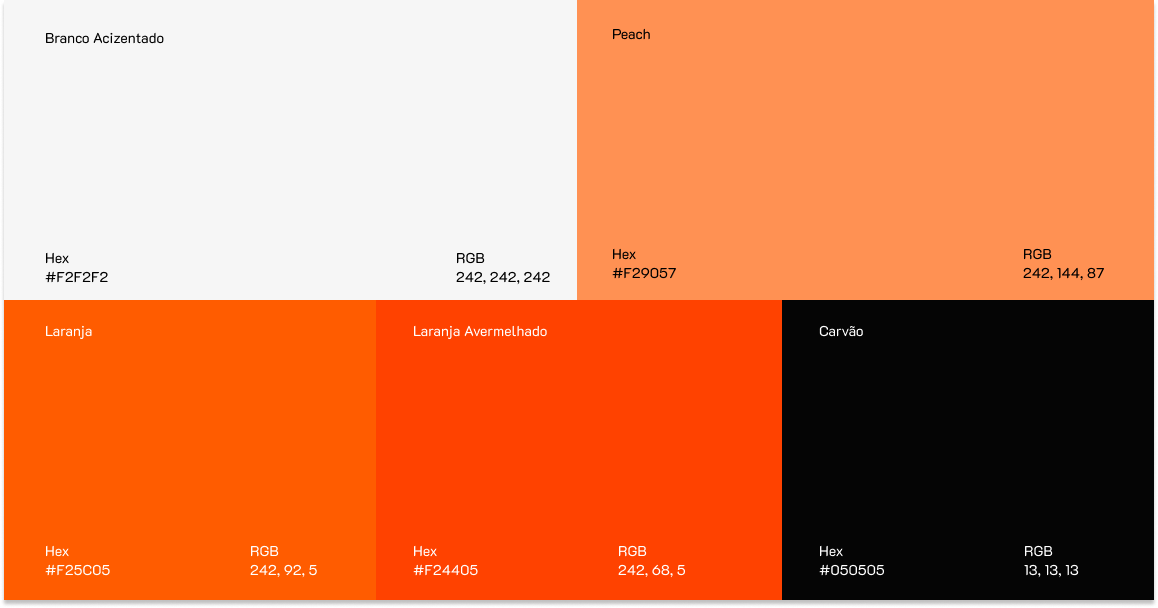 Branco Acizentado
Hex
#F2F2F2
RGB
242, 242, 242
Peach
Hex
#F29057
RGB
242, 144, 87
Laranja
Hex
#F25C05
RGB
242, 92, 5
Laranja Avermelhado
Hex
#F24405
RGB
242, 68, 5
Carvão
Hex
#050505
RGB
13, 13, 13